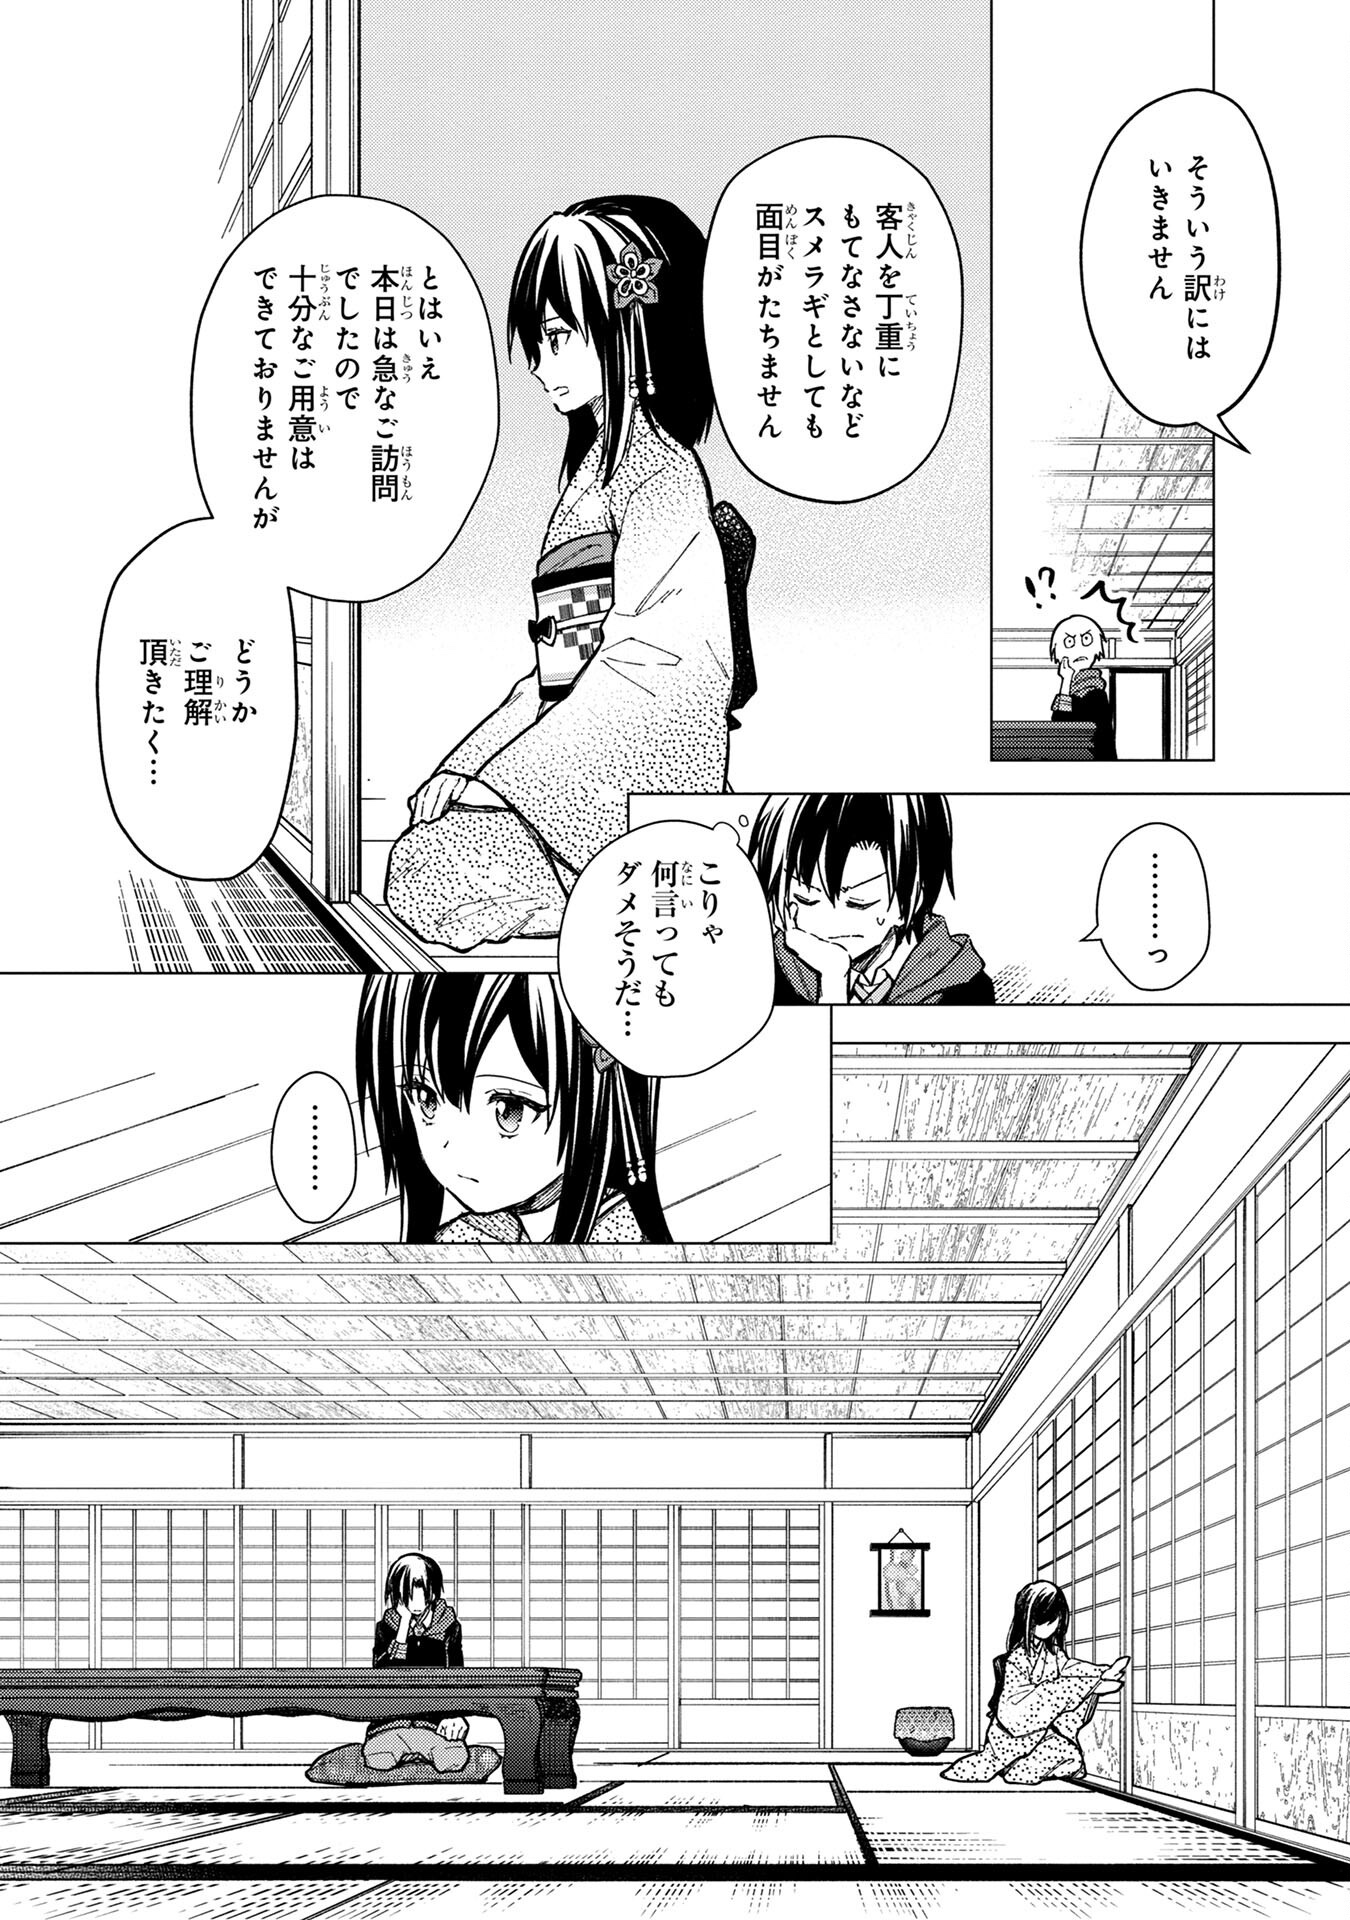 そういう訳には
いきません
!?
客人を丁重に
もてなさないなど
スメラギとしても
面目がたちません
とはいえ
本日は急なご訪問
でしたので
十分なご用意は
できておりませんが
どうか
ご理解
頂きたく…
………っ
こりゃ
何言っても
ダメそうだ…
………